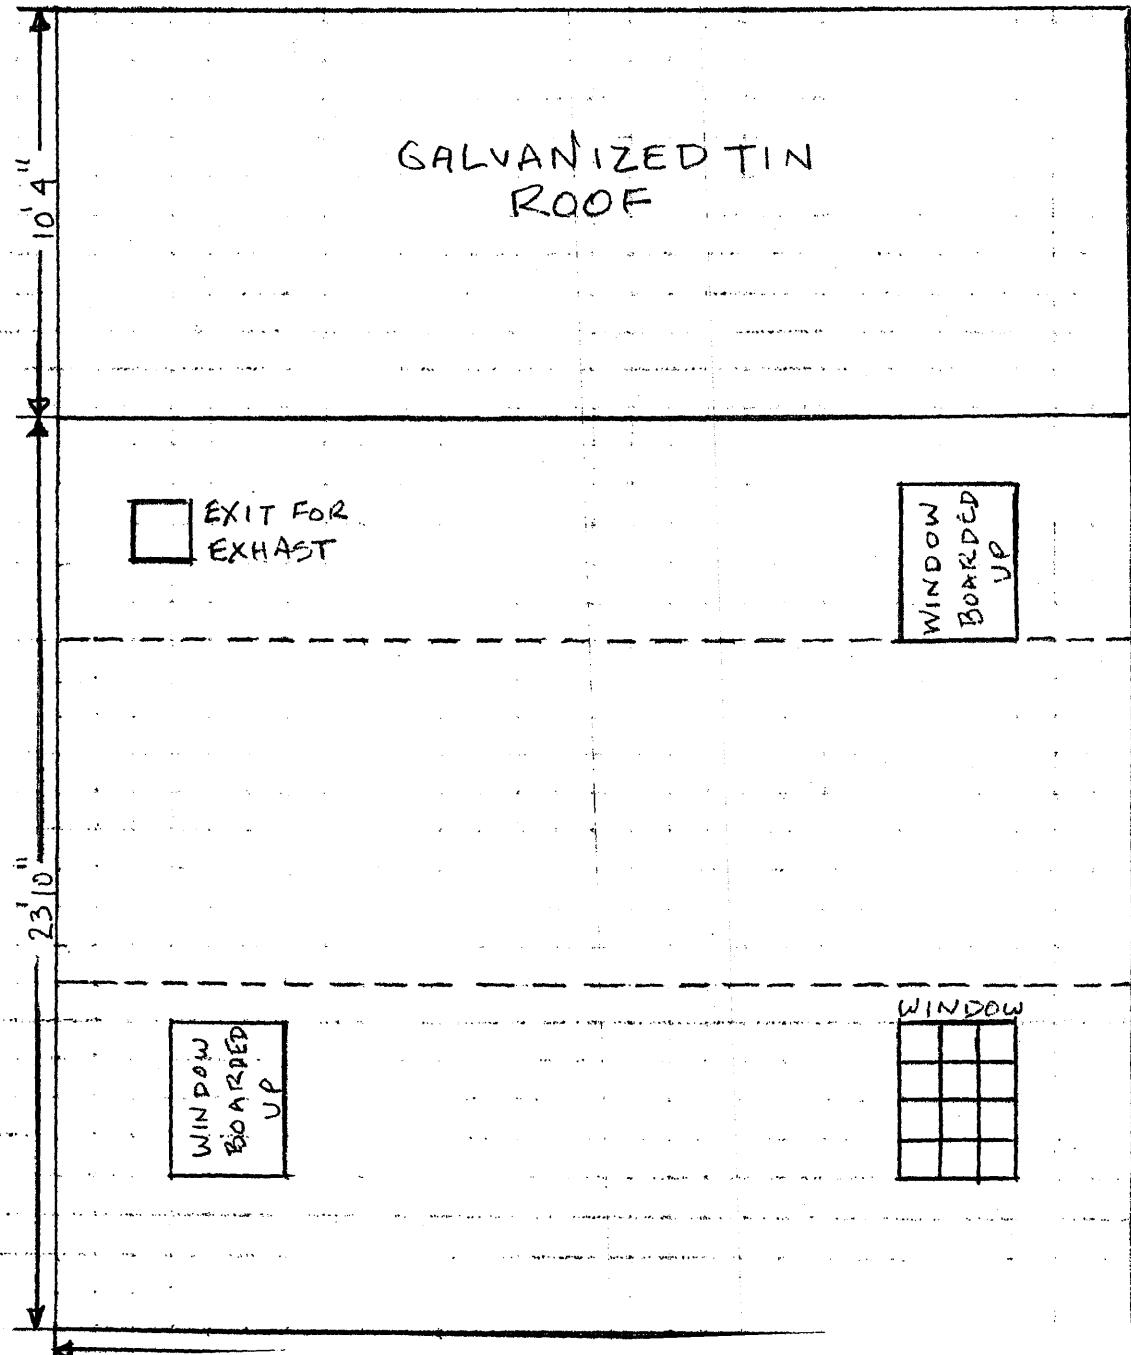 GALVANIZED TIN
ROOF
10' 4"
EXIT FOR
EXHAST
WINDOW
BOARDED
UP
23' 10"
WINDOW
WINDOW
BOARDED
UP